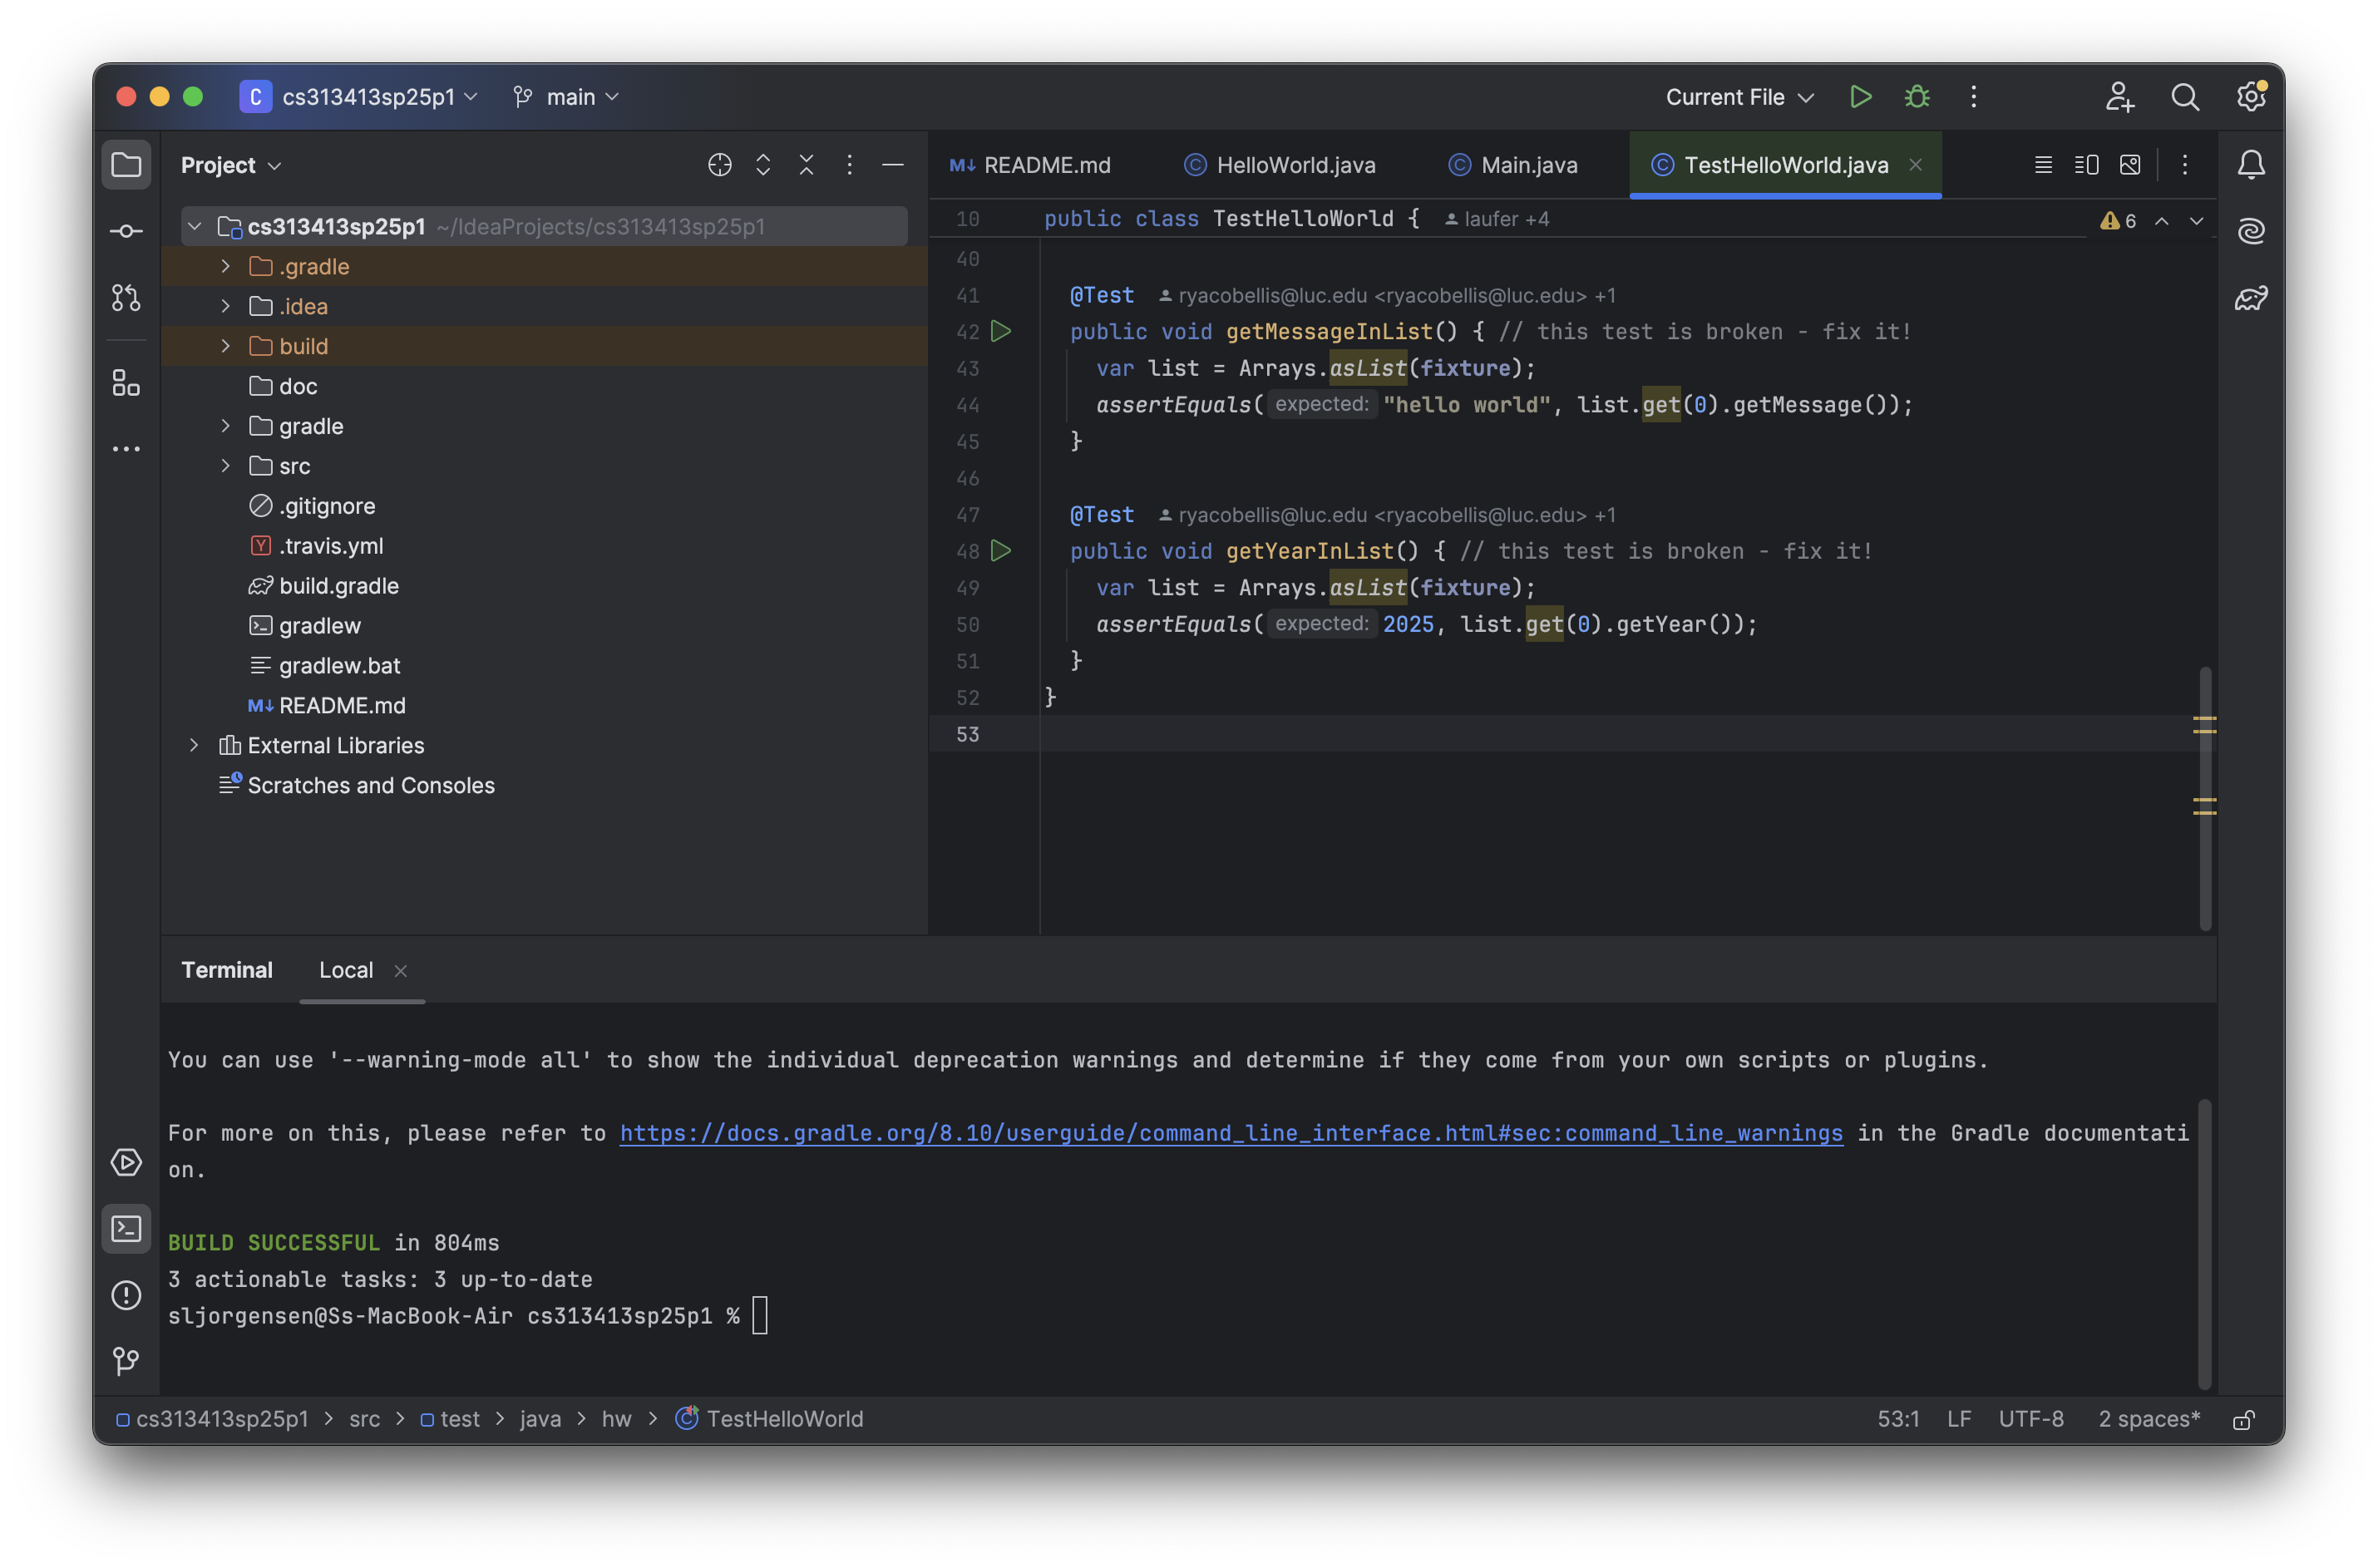 C cs313413sp25p1 main Current File
Project
cs313413sp25p1 ~/IdeaProjects/cs313413sp25p1
.gradle
.idea
build
doc
gradle
src
.gitignore
Y .travis.yml
build.gradle
gradlew
gradlew.bat
M↓ README.md
External Libraries
Scratches and Consoles
M↓ README.md © HelloWorld.java © Main.java © TestHelloWorld.java
10 public class TestHelloWorld { laufer +4 6
40
41 @Test ryacobellis@luc.edu <ryacobellis@luc.edu> +1
42 public void getMessageInList() { // this test is broken - fix it!
43 var list = Arrays.asList(fixture);
44 assertEquals( expected: "hello world", list.get(0).getMessage());
45 }
46
47 @Test ryacobellis@luc.edu <ryacobellis@luc.edu> +1
48 public void getYearInList() { // this test is broken - fix it!
49 var list = Arrays.asList(fixture);
50 assertEquals( expected: 2025, list.get(0).getYear());
51 }
52 }
53
Terminal Local
You can use '--warning-mode all' to show the individual deprecation warnings and determine if they come from your own scripts or plugins.
For more on this, please refer to https://docs.gradle.org/8.10/userguide/command_line_interface.html#sec:command_line_warnings in the Gradle documentati
on.
BUILD SUCCESSFUL in 804ms
3 actionable tasks: 3 up-to-date
sljorgensen@Ss-MacBook-Air cs313413sp25p1 %
cs313413sp25p1 > src > test > java > hw > © TestHelloWorld 53:1 LF UTF-8 2 spaces*